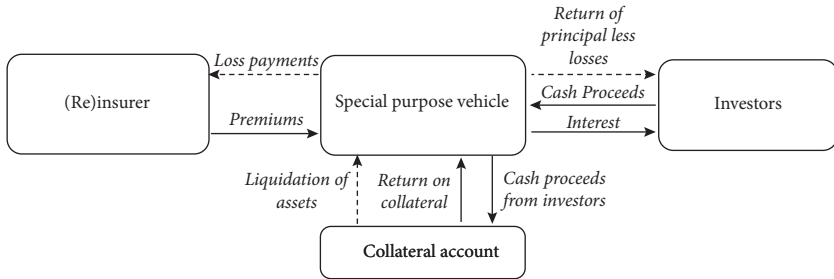 Return of
principal less
losses
Loss payments
(Re)insurer
Special purpose vehicle
Cash Proceeds
Investors
Premiums
Interest
Liquidation of
assets
Return on
collateral
Cash proceeds
from investors
Collateral account